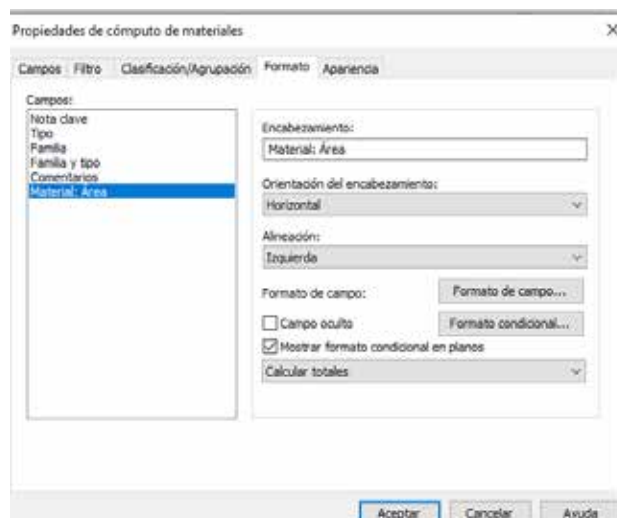 Propiedades de cómputo de materiales
Campos Filtro Clasificación/Agrupación Formato Apariencia
Campos:
Nota clave
Tipo
Familia
Familia y tipo
Comentarios
Material: Área
Encabezamiento:
Material: Área
Orientación del encabezamiento:
Horizontal
Alineación:
Izquierda
Formato de campo:
Formato de campo...
Campo oculto
Formato condicional...
Mostrar formato condicional en planos
Calcular totales
Aceptar Cancelar Ayuda